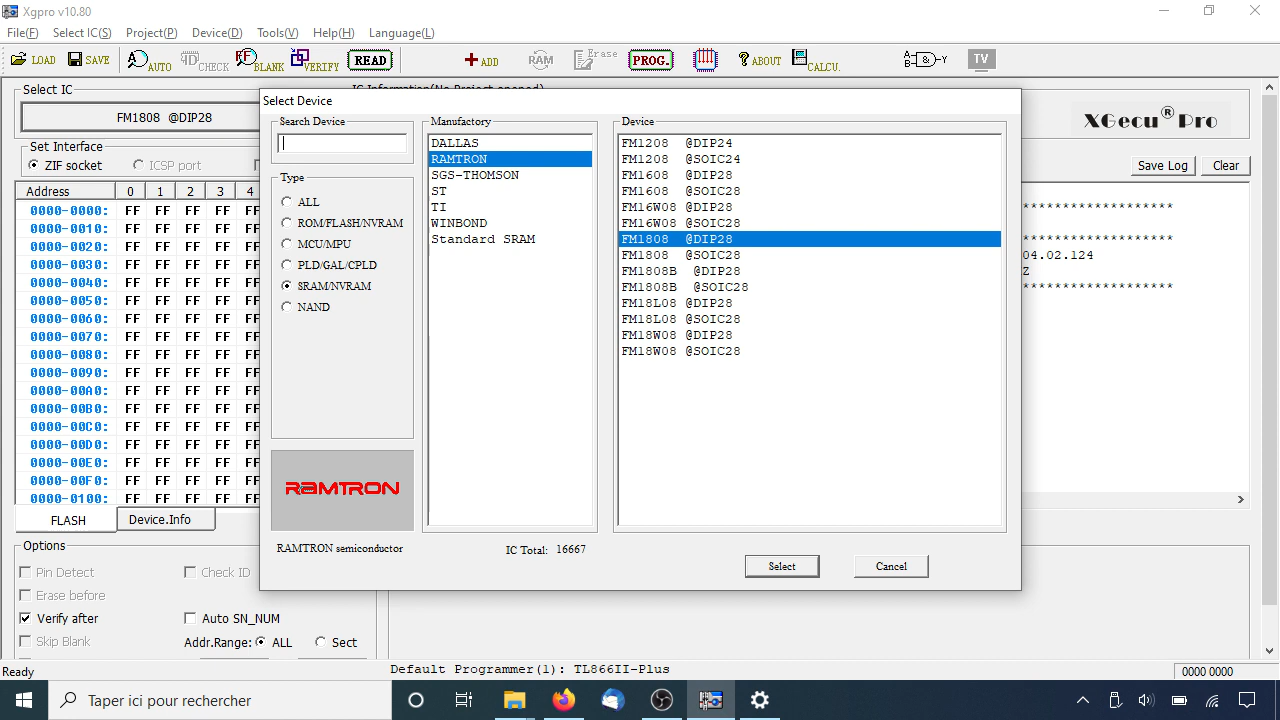 Xgpro v10.80
File(F) Select IC(S) Project(P) Device(D) Tools(V) Help(H) Language(L)
LOAD SAVE AUTO CHECK BLANK VERIFY READ ADD RAM Erase PROG. ABOUT CALCU. TV
Select IC
FM1808 @DIP28
IC Information(No Project opened)
XGecu® Pro
Set Interface
ZIF socket ICSP port
Save Log Clear
Address 0 1 2 3 4
0000-0000: FF FF FF FF FF
0000-0010: FF FF FF FF FF
0000-0020: FF FF FF FF FF
0000-0030: FF FF FF FF FF
0000-0040: FF FF FF FF FF
0000-0050: FF FF FF FF FF
0000-0060: FF FF FF FF FF
0000-0070: FF FF FF FF FF
0000-0080: FF FF FF FF FF
0000-0090: FF FF FF FF FF
0000-00A0: FF FF FF FF FF
0000-00B0: FF FF FF FF FF
0000-00C0: FF FF FF FF FF
0000-00D0: FF FF FF FF FF
0000-00E0: FF FF FF FF FF
0000-00F0: FF FF FF FF FF
0000-0100: FF FF FF FF FF
*******************
*******************
04.02.124
Z
*******************
FLASH Device.Info
Select Device
Search Device
Type
ALL
ROM/FLASH/NVRAM
MCU/MPU
PLD/GAL/CPLD
SRAM/NVRAM
NAND
RAMTRON
RAMTRON semiconductor
Manufactory
DALLAS
RAMTRON
SGS-THOMSON
ST
TI
WINBOND
Standard SRAM
IC Total: 16667
Device
FM1208 @DIP24
FM1208 @SOIC24
FM1608 @DIP28
FM1608 @SOIC28
FM16W08 @DIP28
FM16W08 @SOIC28
FM1808 @DIP28
FM1808 @SOIC28
FM1808B @DIP28
FM1808B @SOIC28
FM18L08 @DIP28
FM18L08 @SOIC28
FM18W08 @DIP28
FM18W08 @SOIC28
Select Cancel
Options
Pin Detect Check ID
Erase before
Verify after Auto SN_NUM
Skip Blank Addr.Range: ALL Sect
Ready Default Programmer(1): TL866II-Plus 0000 0000
Taper ici pour rechercher